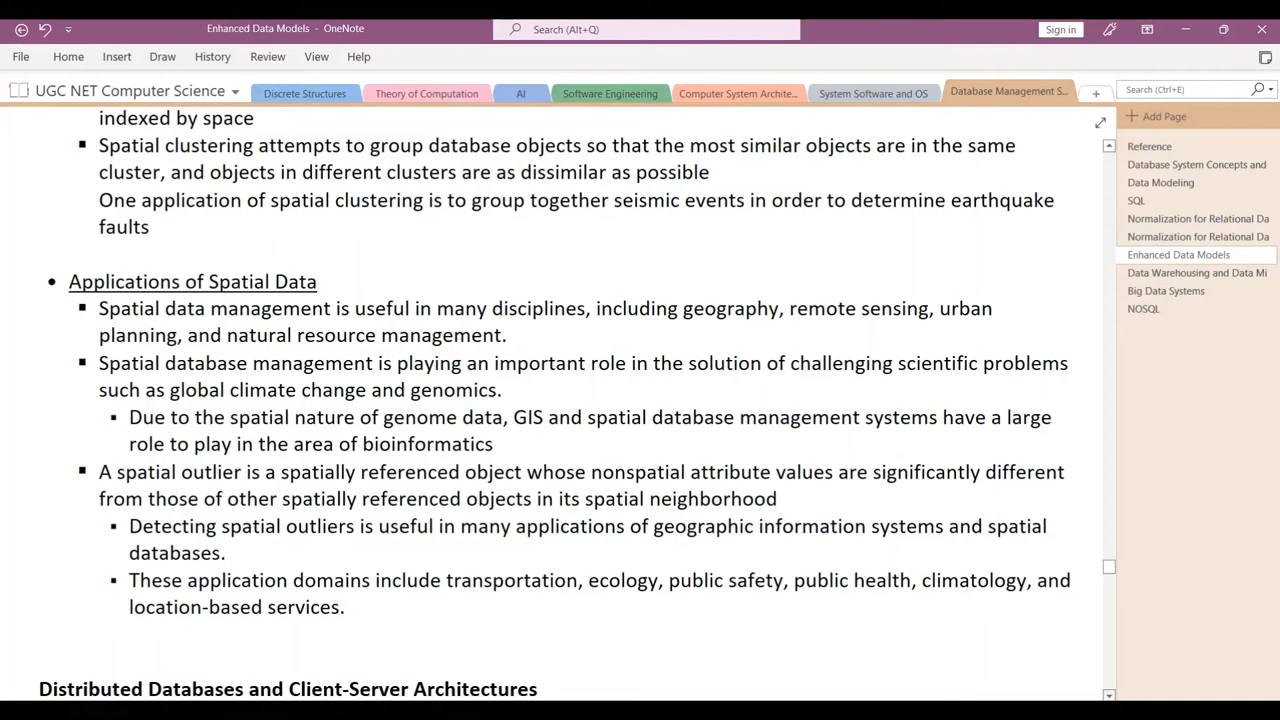 Enhanced Data Models - OneNote
Search (Alt+Q)
Sign in
File Home Insert Draw History Review View Help
UGC NET Computer Science
Discrete Structures
Theory of Computation
AI
Software Engineering
Computer System Archite...
System Software and OS
Database Management S...
Search (Ctrl+E)
indexed by space
▪ Spatial clustering attempts to group database objects so that the most similar objects are in the same
cluster, and objects in different clusters are as dissimilar as possible
One application of spatial clustering is to group together seismic events in order to determine earthquake
faults
• Applications of Spatial Data
▪ Spatial data management is useful in many disciplines, including geography, remote sensing, urban
planning, and natural resource management.
▪ Spatial database management is playing an important role in the solution of challenging scientific problems
such as global climate change and genomics.
▪ Due to the spatial nature of genome data, GIS and spatial database management systems have a large
role to play in the area of bioinformatics
▪ A spatial outlier is a spatially referenced object whose nonspatial attribute values are significantly different
from those of other spatially referenced objects in its spatial neighborhood
▪ Detecting spatial outliers is useful in many applications of geographic information systems and spatial
databases.
▪ These application domains include transportation, ecology, public safety, public health, climatology, and
location-based services.
Distributed Databases and Client-Server Architectures
Add Page
Reference
Database System Concepts and
Data Modeling
SQL
Normalization for Relational Da
Normalization for Relational Da
Enhanced Data Models
Data Warehousing and Data Mi
Big Data Systems
NOSQL